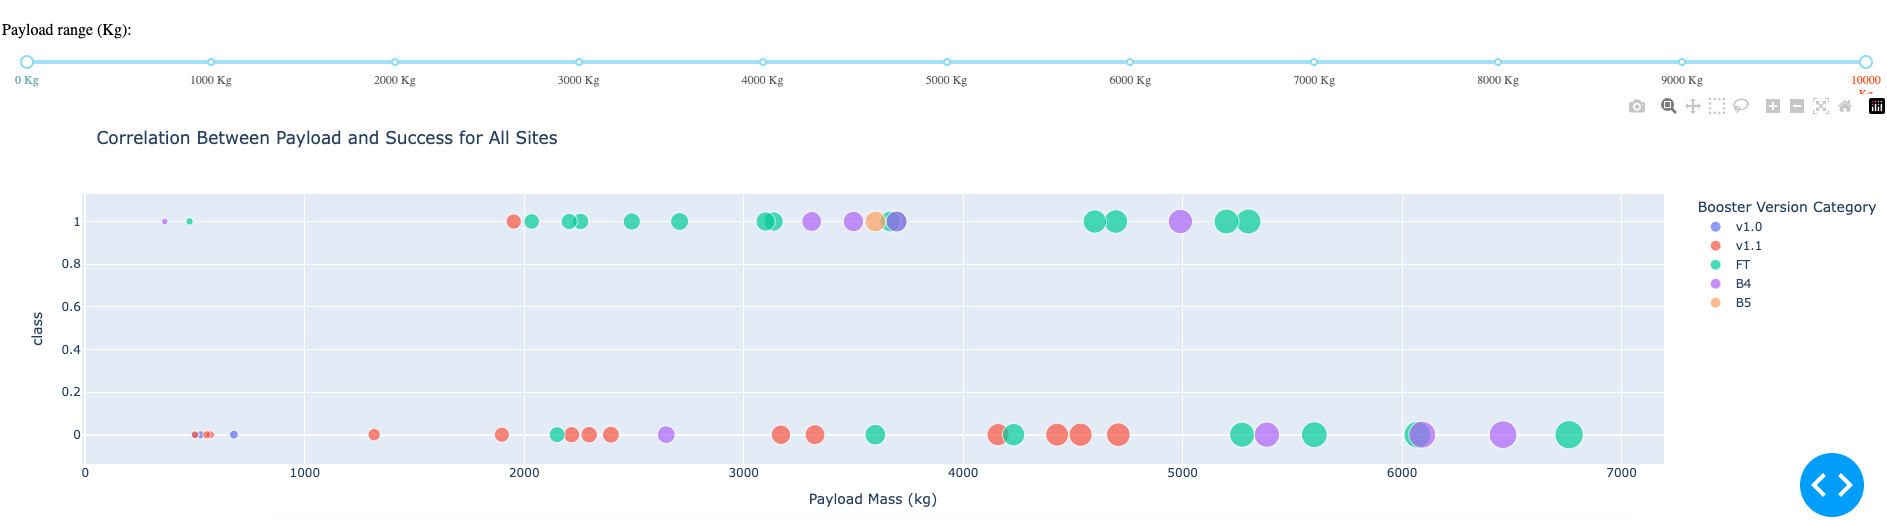 Payload range (Kg):
0 Kg 1000 Kg 2000 Kg 3000 Kg 4000 Kg 5000 Kg 6000 Kg 7000 Kg 8000 Kg 9000 Kg 10000
Kg
Correlation Between Payload and Success for All Sites
Booster Version Category
v1.0
v1.1
FT
B4
B5
class
1
0.8
0.6
0.4
0.2
0
0 1000 2000 3000 4000 5000 6000 7000
Payload Mass (kg)